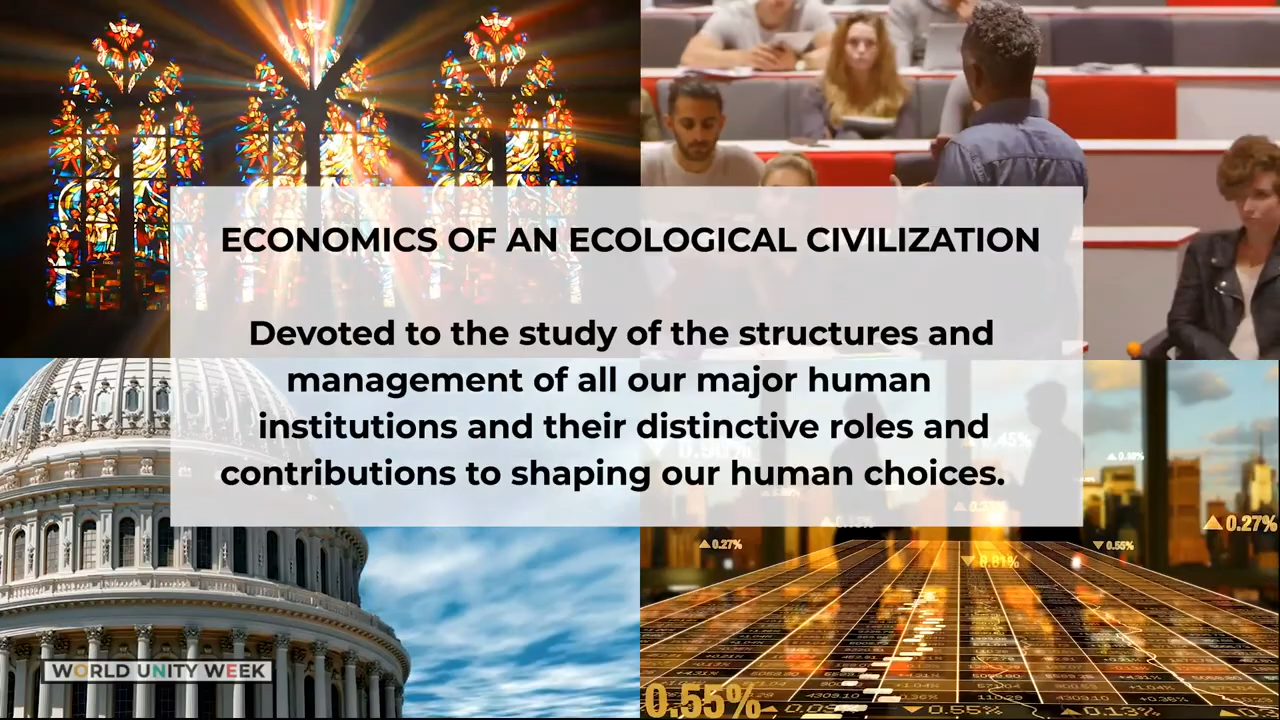 ECONOMICS OF AN ECOLOGICAL CIVILIZATION
Devoted to the study of the structures and
management of all our major human
institutions and their distinctive roles and
contributions to shaping our human choices.
0.27%
0.27%
0.55%
0.55%
0.55%
WORLD UNITY WEEK